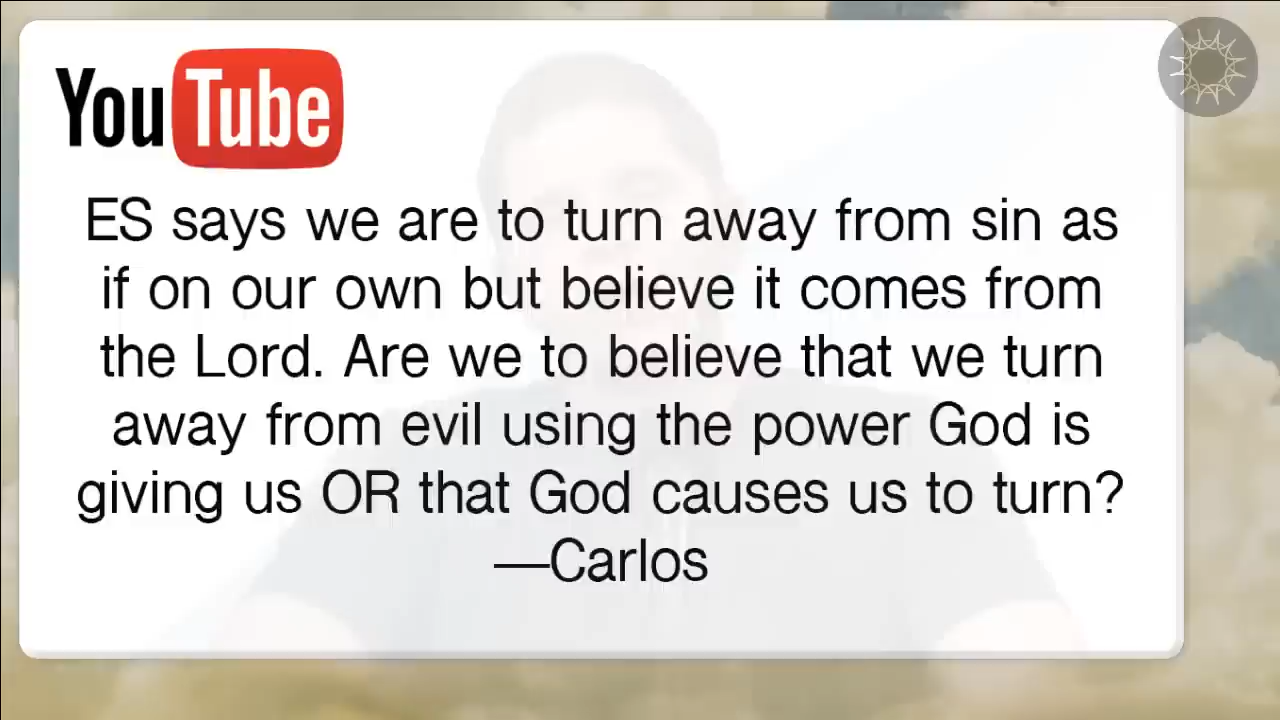 YouTube
ES says we are to turn away from sin as
if on our own but believe it comes from
the Lord. Are we to believe that we turn
away from evil using the power God is
giving us OR that God causes us to turn?
—Carlos